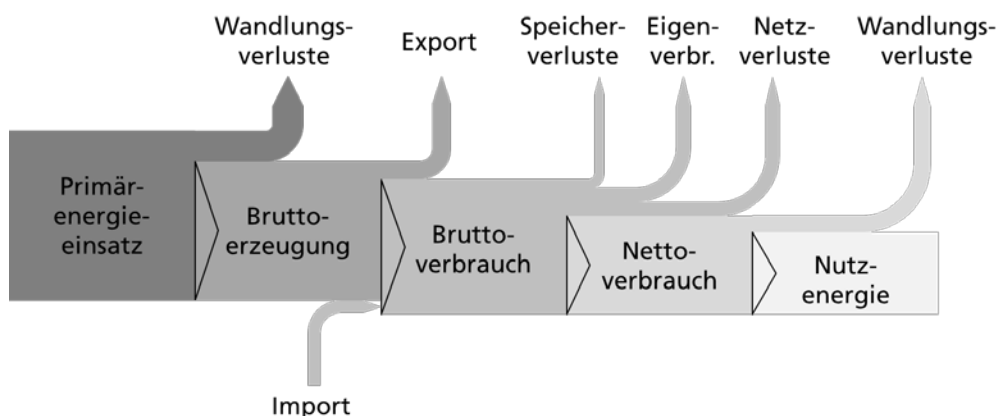 Wandlungs-
verluste
Export
Speicher-
verluste
Eigen-
verbr.
Netz-
verluste
Wandlungs-
verluste
Primär-
energie-
einsatz
Brutto-
erzeugung
Brutto-
verbrauch
Netto-
verbrauch
Nutz-
energie
Import